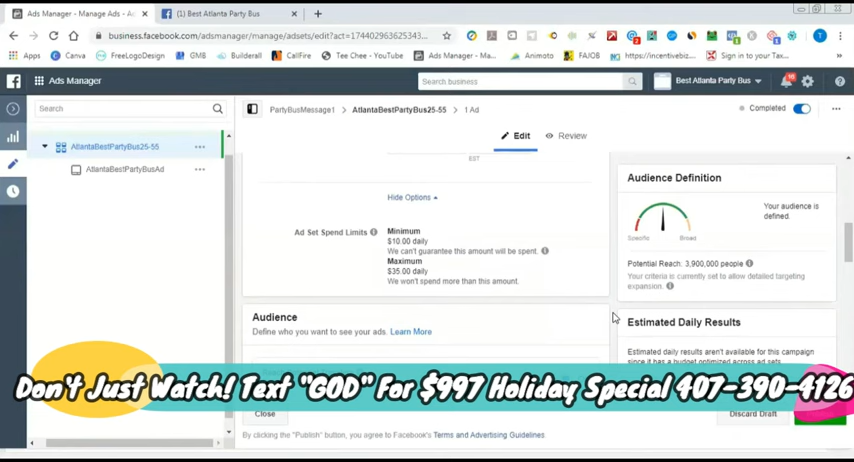 Ads Manager - Manage Ads - Ad
(1) Best Atlanta Party Bus
business.facebook.com/adsmanager/manage/adsets/edit?act=174402963625343...
Apps
Canva
FreeLogoDesign
GMB
Builderall
CallFire
Tee Chee - YouTube
Ads Manager - Man...
Animoto
FAJOB
https://incentivebiz....
Sign in to your Tax...
Ads Manager
Search business
Best Atlanta Party Bus
Search
PartyBusMessage1
AtlantaBestPartyBus25-55
1 Ad
Completed
AtlantaBestPartyBus25-55
AtlantaBestPartyBusAd
Edit
Review
EST
Hide Options
Ad Set Spend Limits
Minimum
$10.00 daily
We can't guarantee this amount will be spent.
Maximum
$35.00 daily
We won't spend more than this amount.
Audience
Define who you want to see your ads. Learn More
Audience Definition
Your audience is
defined.
Specific
Broad
Potential Reach: 3,900,000 people
Your criteria is currently set to allow detailed targeting
expansion.
Estimated Daily Results
Estimated daily results aren't available for this campaign
since it has a budget optimized across ad sets.
Don't Just Watch! Text "GOD" For $997 Holiday Special 407-390-4126
Close
Discard Draft
By clicking the "Publish" button, you agree to Facebook's Terms and Advertising Guidelines